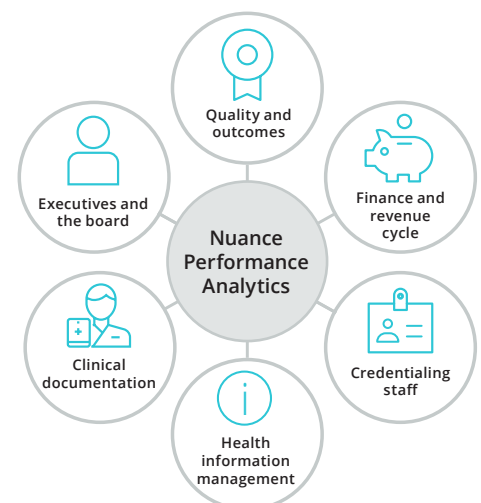 Quality and
outcomes
Executives and
the board
Finance and
revenue
cycle
Nuance
Performance
Analytics
Clinical
documentation
Credentialing
staff
Health
information
management